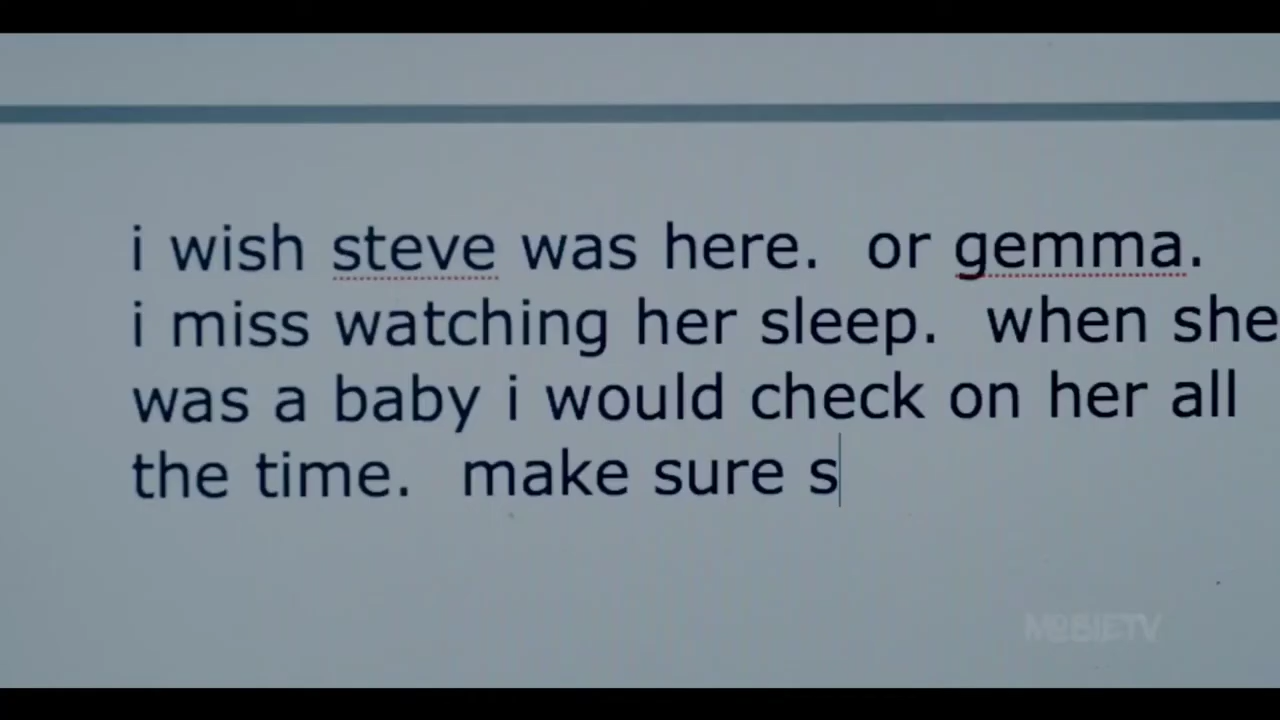 i wish steve was here.  or gemma.
i miss watching her sleep.  when she
was a baby i would check on her all
the time.  make sure s
MOBIETV